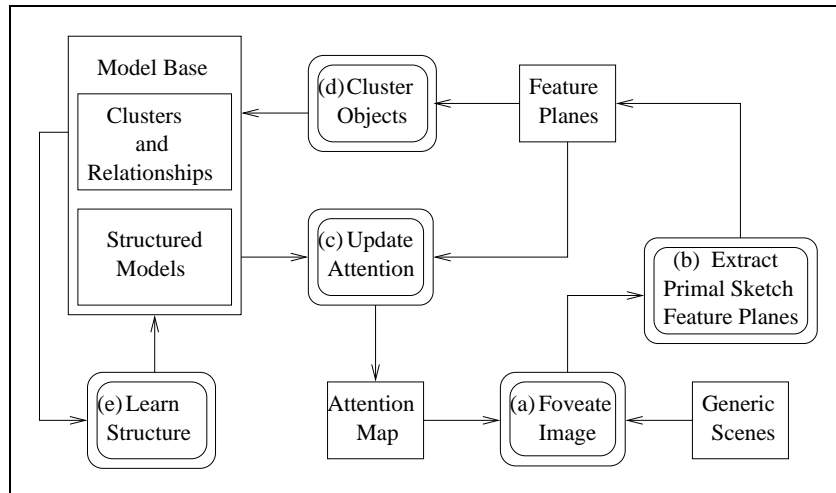 Model Base
Clusters
and
Relationships
Structured
Models
(d) Cluster
Objects
Feature
Planes
(c) Update
Attention
(b) Extract
Primal Sketch
Feature Planes
(e) Learn
Structure
Attention
Map
(a) Foveate
Image
Generic
Scenes